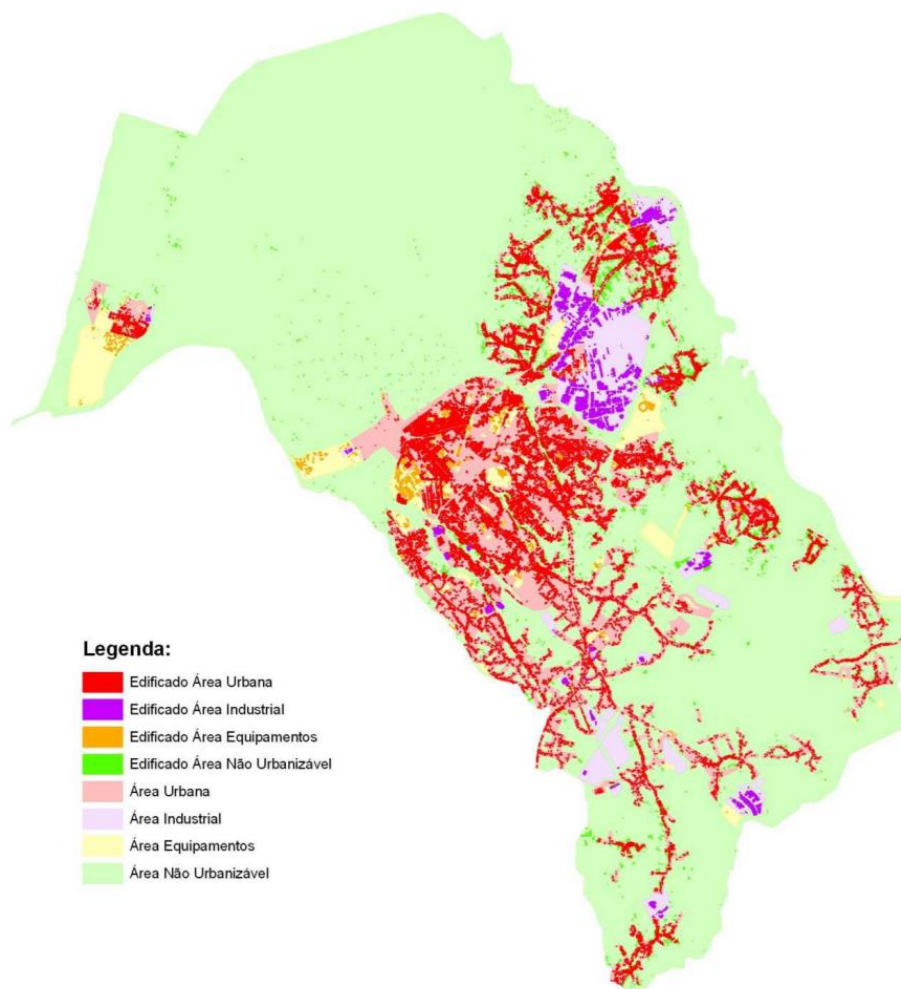 Legenda:
Edificado Área Urbana
Edificado Área Industrial
Edificado Área Equipamentos
Edificado Área Não Urbanizável
Área Urbana
Área Industrial
Área Equipamentos
Área Não Urbanizável